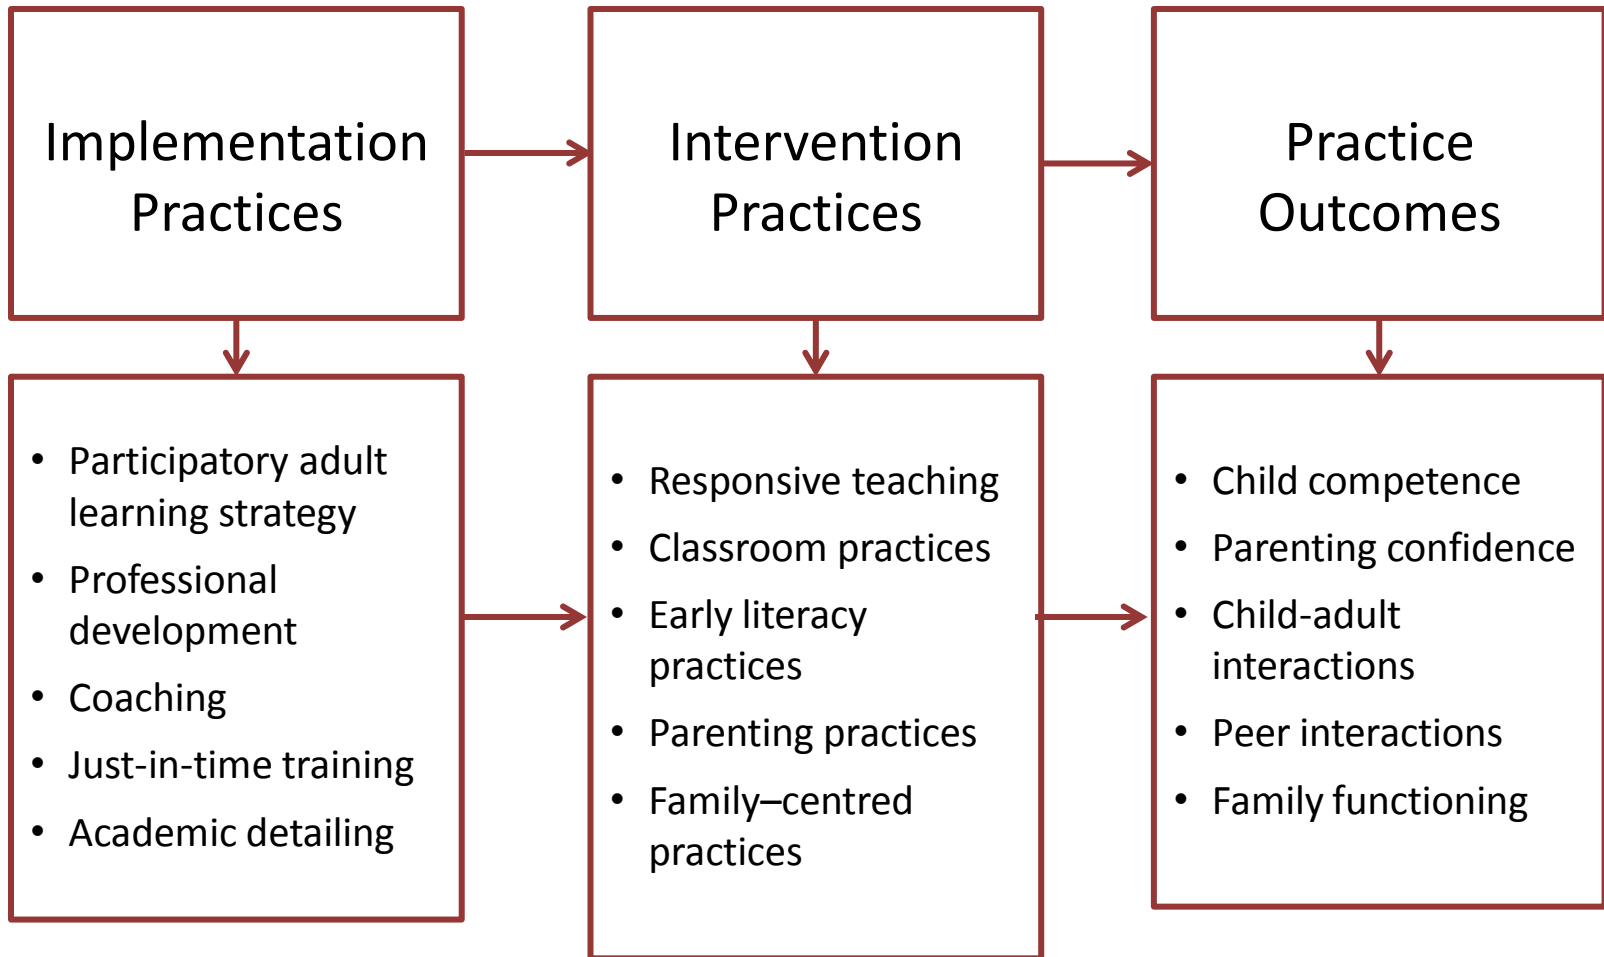 Implementation
Practices
Intervention
Practices
Practice
Outcomes
• Participatory adult
learning strategy
• Professional
development
• Coaching
• Just-in-time training
• Academic detailing
• Responsive teaching
• Classroom practices
• Early literacy
practices
• Parenting practices
• Family–centred
practices
• Child competence
• Parenting confidence
• Child-adult
interactions
• Peer interactions
• Family functioning